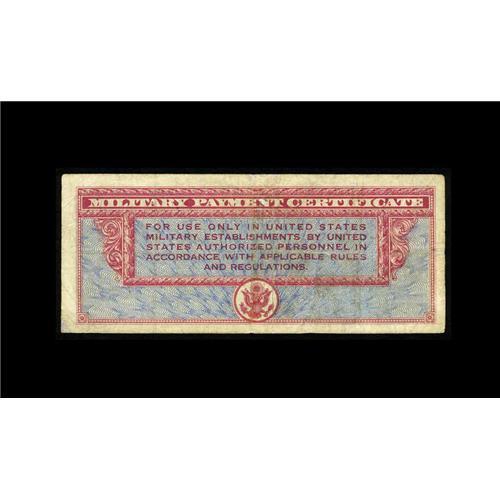 MILITARY PAYMENT CERTIFICATE
FOR USE ONLY IN UNITED STATES
MILITARY ESTABLISHMENTS BY UNITED
STATES AUTHORIZED PERSONNEL IN
ACCORDANCE WITH APPLICABLE RULES
AND REGULATIONS.